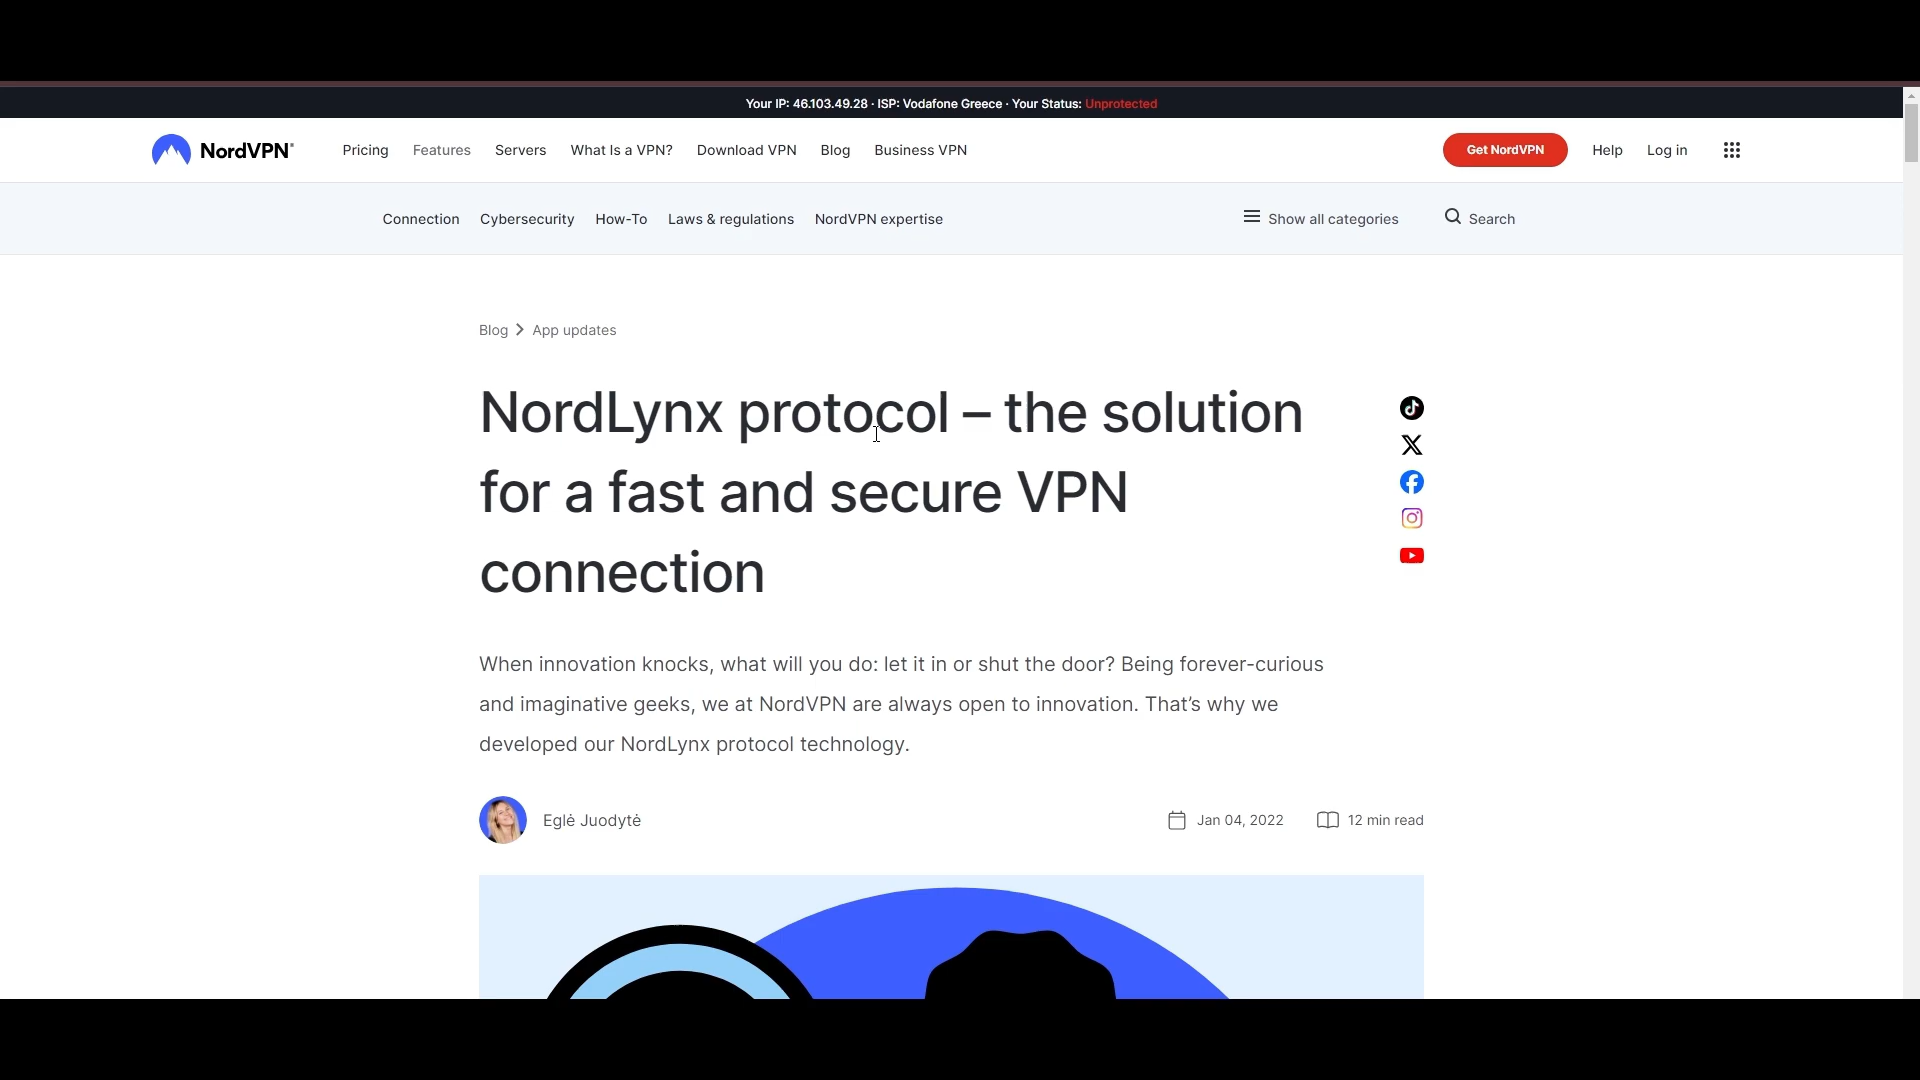 Your IP: 46.103.49.28 · ISP: Vodafone Greece · Your Status: Unprotected
NordVPN®
Pricing Features Servers What Is a VPN? Download VPN Blog Business VPN
Get NordVPN Help Log in
Connection Cybersecurity How-To Laws & regulations NordVPN expertise
Show all categories Search
Blog App updates
NordLynx protocol – the solution
for a fast and secure VPN
connection
When innovation knocks, what will you do: let it in or shut the door? Being forever-curious
and imaginative geeks, we at NordVPN are always open to innovation. That’s why we
developed our NordLynx protocol technology.
Eglė Juodytė
Jan 04, 2022 12 min read